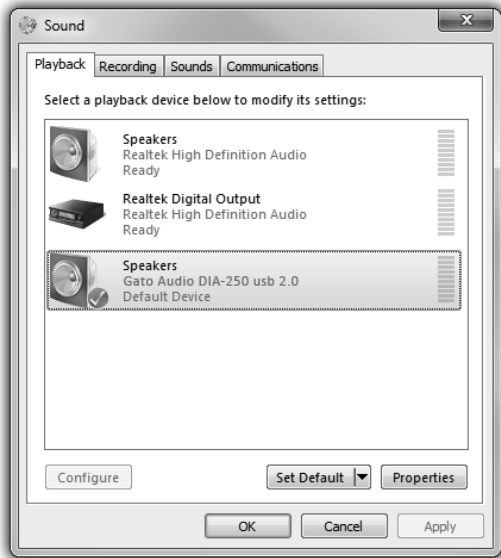 Sound
Playback Recording Sounds Communications
Select a playback device below to modify its settings:
Speakers
Realtek High Definition Audio
Ready
Realtek Digital Output
Realtek High Definition Audio
Ready
Speakers
Gato Audio DIA-250 usb 2.0
Default Device
Configure Set Default Properties
OK Cancel Apply